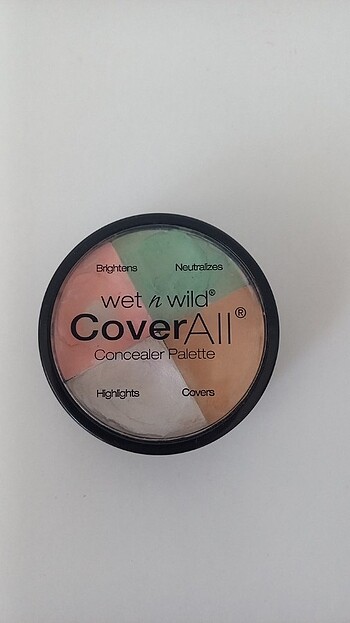 Brightens Neutralizes
wet n wild®
CoverAll®
Concealer Palette
Highlights Covers